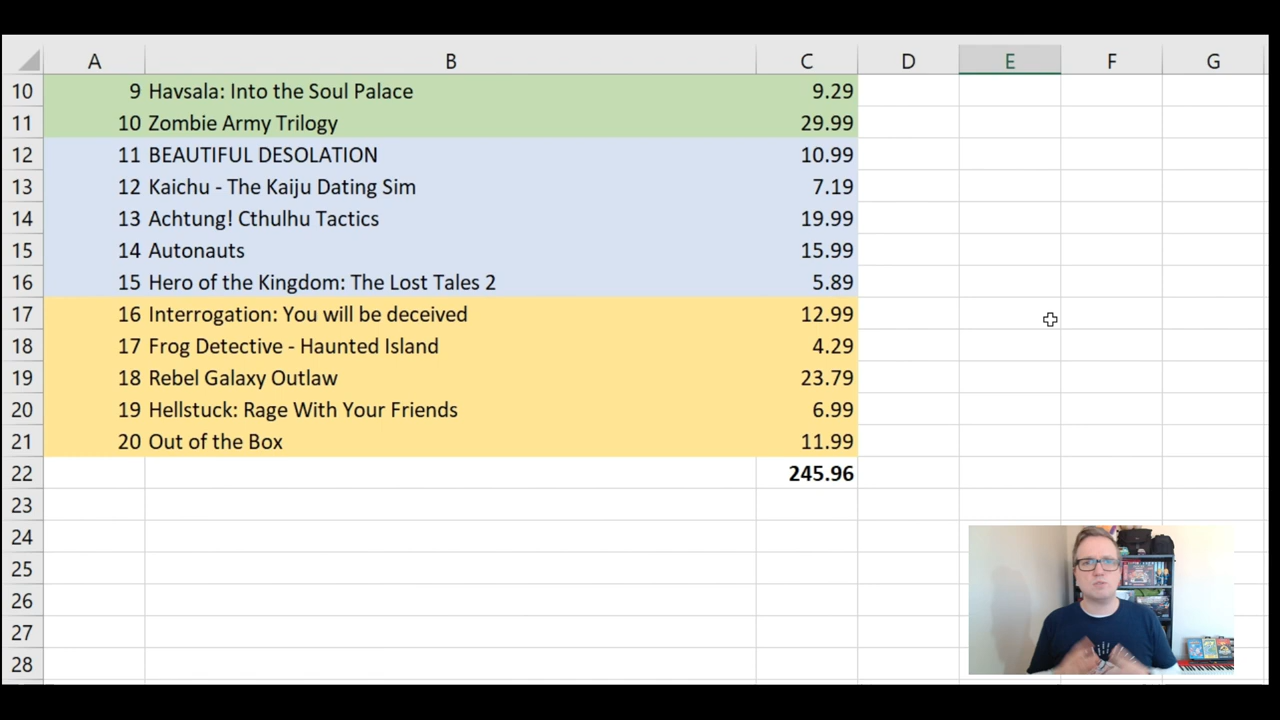 A B C D E F G
10 9 Havsala: Into the Soul Palace 9.29
11 10 Zombie Army Trilogy 29.99
12 11 BEAUTIFUL DESOLATION 10.99
13 12 Kaichu - The Kaiju Dating Sim 7.19
14 13 Achtung! Cthulhu Tactics 19.99
15 14 Autonauts 15.99
16 15 Hero of the Kingdom: The Lost Tales 2 5.89
17 16 Interrogation: You will be deceived 12.99
18 17 Frog Detective - Haunted Island 4.29
19 18 Rebel Galaxy Outlaw 23.79
20 19 Hellstuck: Rage With Your Friends 6.99
21 20 Out of the Box 11.99
22 245.96
23
24
25
26
27
28